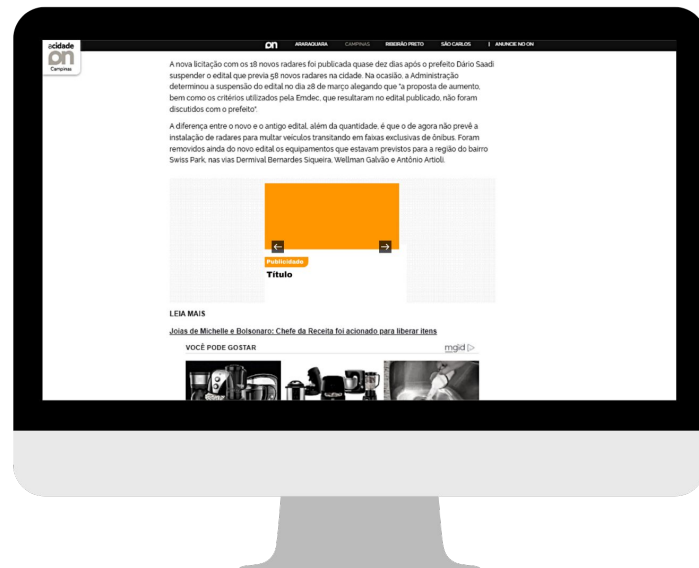 acidade
on
Campinas
on ARARAQUARA CAMPINAS RIBEIRÃO PRETO SÃO CARLOS | ANUNCIE NO ON
A nova licitação com os 18 novos radares foi publicada quase dez dias após o prefeito Dário Saadi
suspender o edital que previa 58 novos radares na cidade. Na ocasião, a Administração
determinou a suspensão do edital no dia 28 de março alegando que "a proposta de aumento,
bem como os critérios utilizados pela Emdec, que resultaram no edital publicado, não foram
discutidos com o prefeito".
A diferença entre o novo e o antigo edital, além da quantidade, é que o de agora não prevê a
instalação de radares para multar veículos transitando em faixas exclusivas de ônibus. Foram
removidos ainda do novo edital os equipamentos que estavam previstos para a região do bairro
Swiss Park, nas vias Dermival Bernardes Siqueira, Wellman Galvão e Antônio Artioli.
Publicidade
Título
LEIA MAIS
Joias de Michelle e Bolsonaro: Chefe da Receita foi acionado para liberar itens
VOCÊ PODE GOSTAR mgid